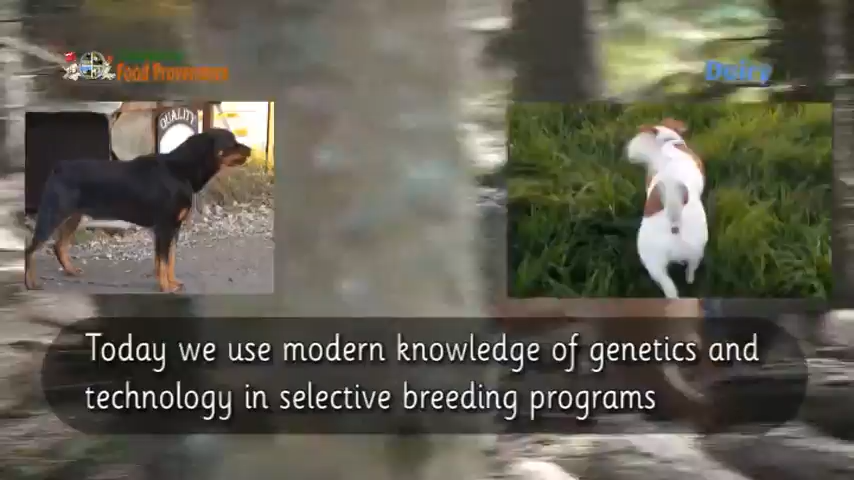 Food Provenance
Dairy
QUALITY
Today we use modern knowledge of genetics and
technology in selective breeding programs